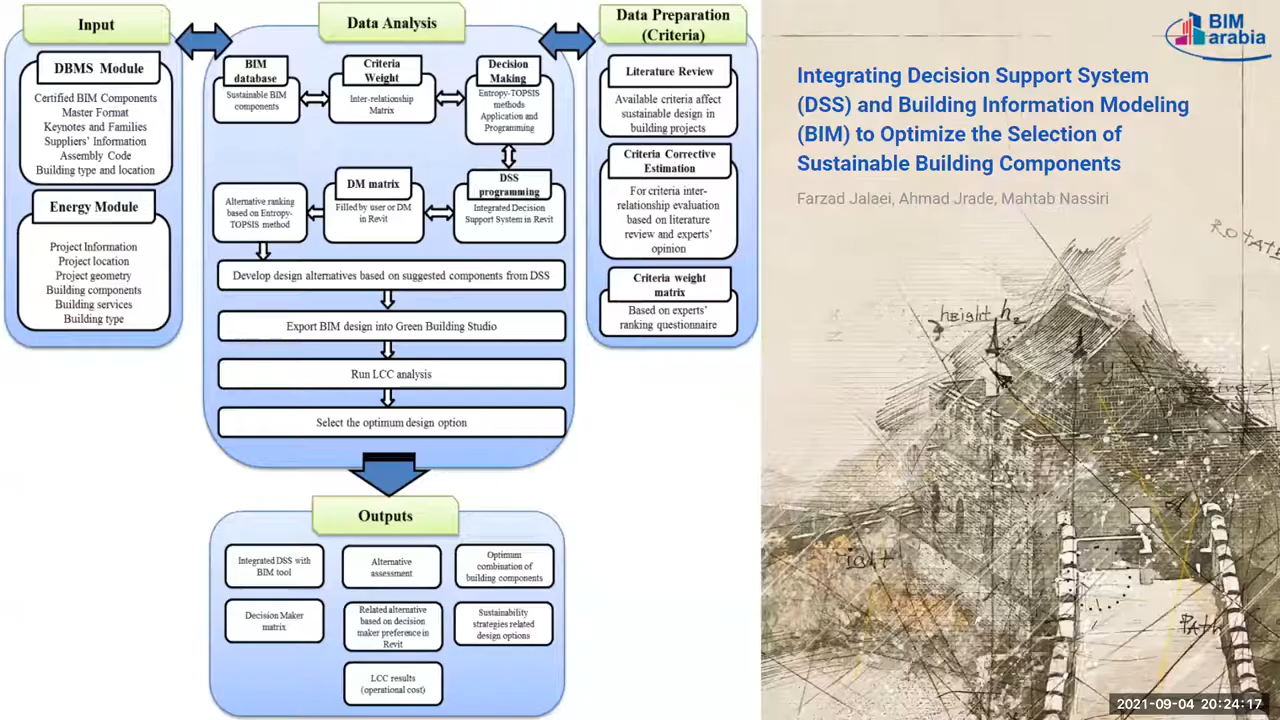 Input
DBMS Module
Certified BIM Components
Master Format
Keynotes and Families
Suppliers' Information
Assembly Code
Building type and location
Energy Module
Project Information
Project location
Project geometry
Building components
Building services
Building type
Data Analysis
BIM
database
Sustainable BIM
components
Criteria
Weight
Inter-relationship
Matrix
Decision
Making
Entropy-TOPSIS
methods
Application and
Programming
Alternative ranking
based on Entropy-
TOPSIS method
DM matrix
Filled by user or DM
in Revit
DSS
programming
Integrated Decision
Support System in Revit
Develop design alternatives based on suggested components from DSS
Export BIM design into Green Building Studio
Run LCC analysis
Select the optimum design option
Data Preparation
(Criteria)
Literature Review
Available criteria affect
sustainable design in
building projects
Criteria Corrective
Estimation
For criteria inter-
relationship evaluation
based on literature
review and experts'
opinion
Criteria weight
matrix
Based on experts'
ranking questionnaire
Outputs
Integrated DSS with
BIM tool
Alternative
assessment
Optimum
combination of
building components
Decision Maker
matrix
Related alternative
based on decision
maker preference in
Revit
Sustainability
strategies related
design options
LCC results
(operational cost)
BIM
arabia
Integrating Decision Support System
(DSS) and Building Information Modeling
(BIM) to Optimize the Selection of
Sustainable Building Components
Farzad Jalaei, Ahmad Jrade, Mahtab Nassiri
height h2
PATH
2021-09-04 20:24:17